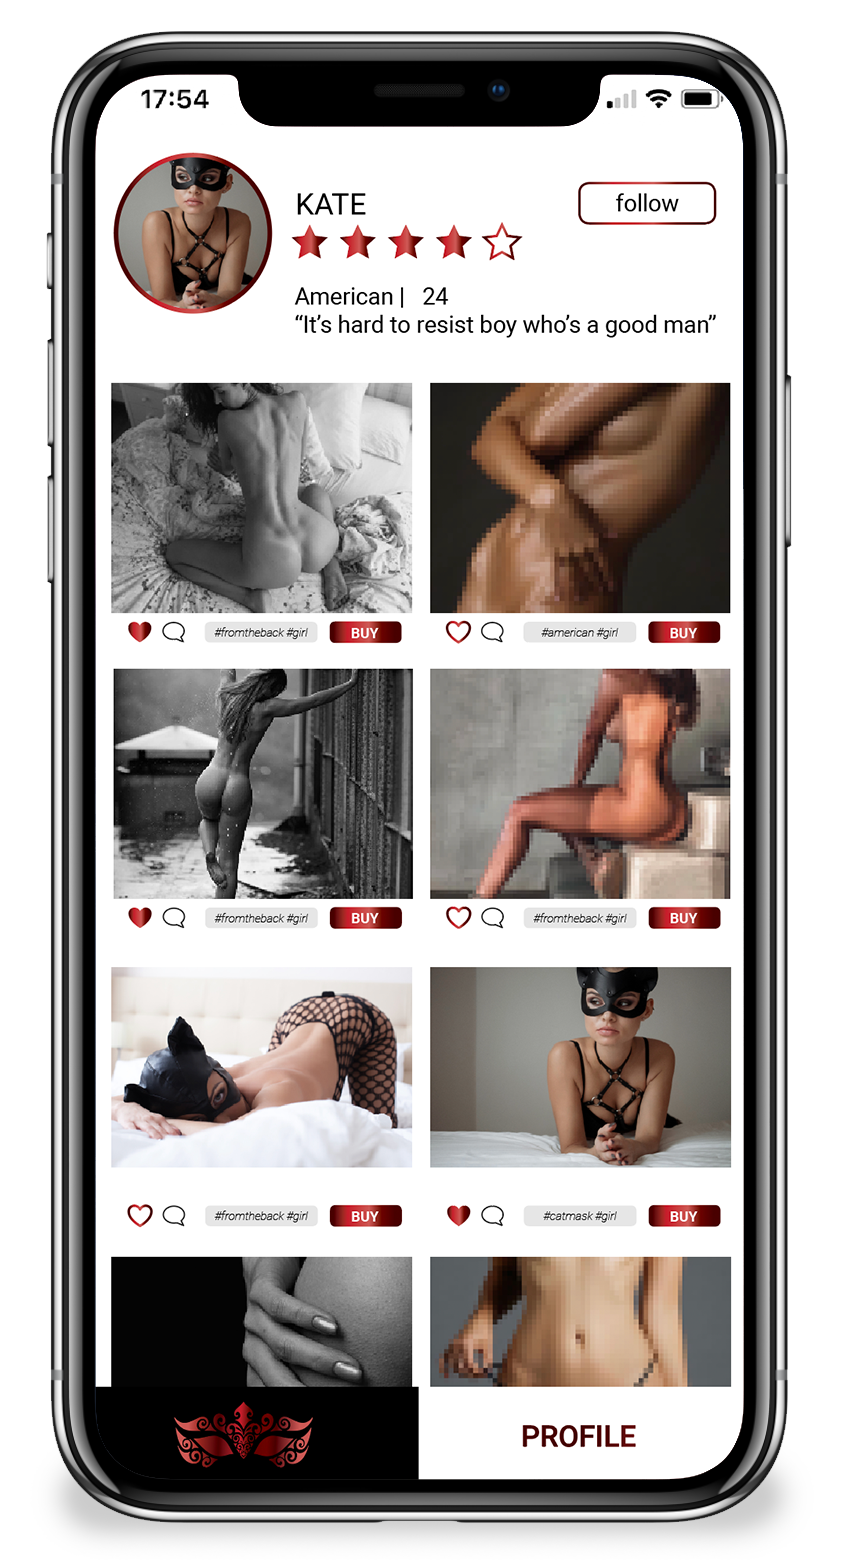 17:54
KATE
follow
American | 24
“It’s hard to resist boy who’s a good man”
#fromtheback #girl
BUY
#american #girl
BUY
#fromtheback #girl
BUY
#fromtheback #girl
BUY
#fromtheback #girl
BUY
#catmask #girl
BUY
PROFILE